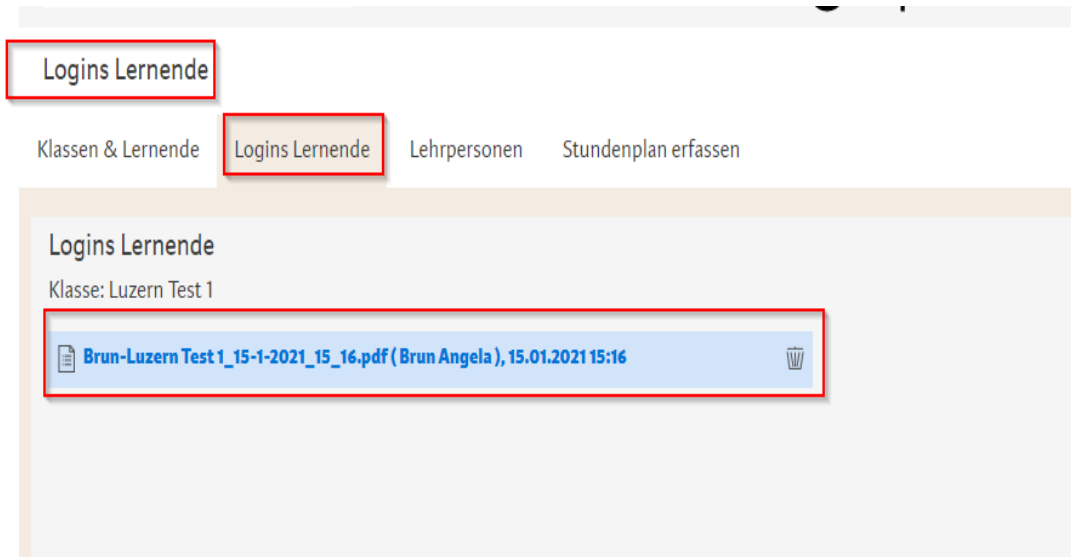 Logins Lernende
Klassen & Lernende Logins Lernende Lehrpersonen Stundenplan erfassen
Logins Lernende
Klasse: Luzern Test 1
Brun-Luzern Test 1_15-1-2021_15_16.pdf ( Brun Angela ), 15.01.2021 15:16